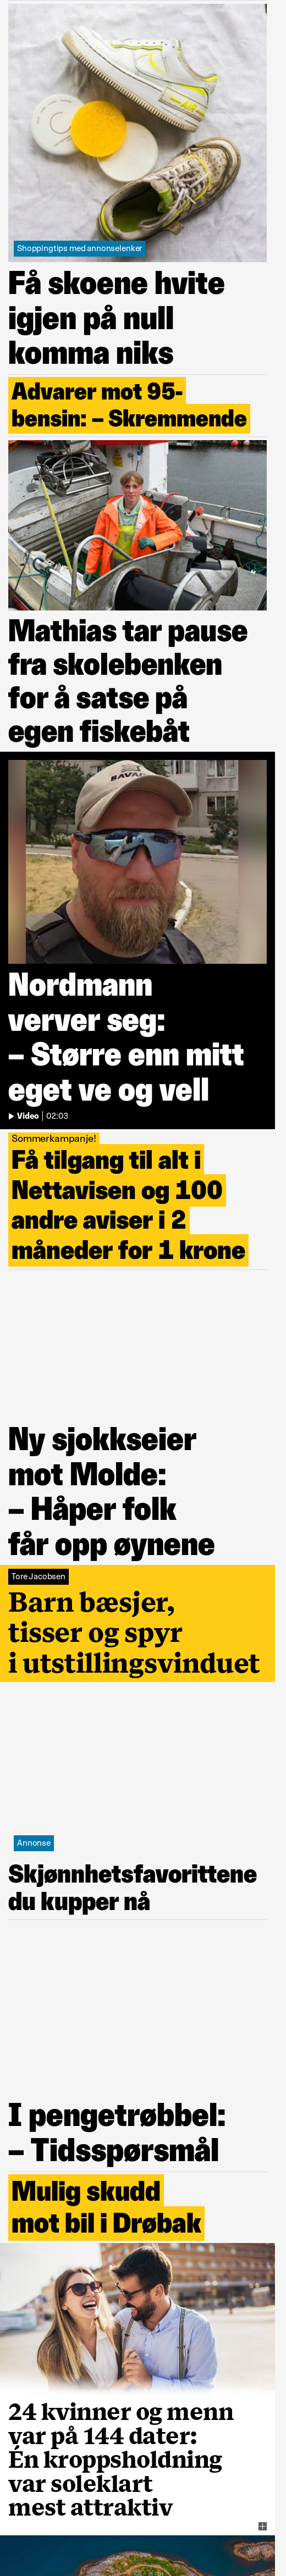 Shoppingtips med annonselenker
Få skoene hvite
igjen på null
komma niks
Advarer mot 95-
bensin: – Skremmende
Mathias tar pause
fra skolebenken
for å satse på
egen fiskebåt
Nordmann
verver seg:
– Større enn mitt
eget ve og vell
Video | 02:03
Sommerkampanje!
Få tilgang til alt i
Nettavisen og 100
andre aviser i 2
måneder for 1 krone
Ny sjokkseier
mot Molde:
– Håper folk
får opp øynene
Tore Jacobsen
Barn bæsjer,
tisser og spyr
i utstillingsvinduet
Annonse
Skjønnhetsfavorittene
du kupper nå
I pengetrøbbel:
– Tidsspørsmål
Mulig skudd
mot bil i Drøbak
24 kvinner og menn
var på 144 dater:
Én kroppsholdning
var soleklart
mest attraktiv